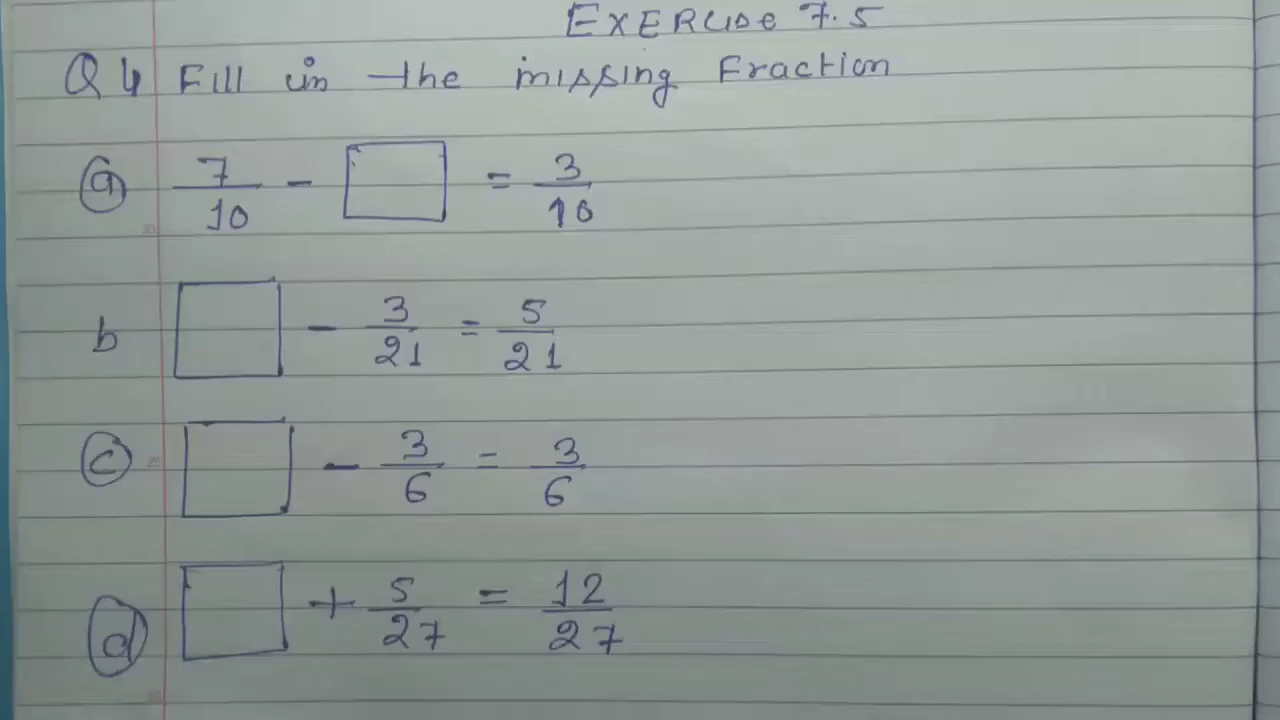 EXERCISE 7.5
Q 4 Fill in the missing Fraction
(a) 7/10 - □ = 3/10
b □ - 3/21 = 5/21
(c) □ - 3/6 = 3/6
(d) □ + 5/27 = 12/27